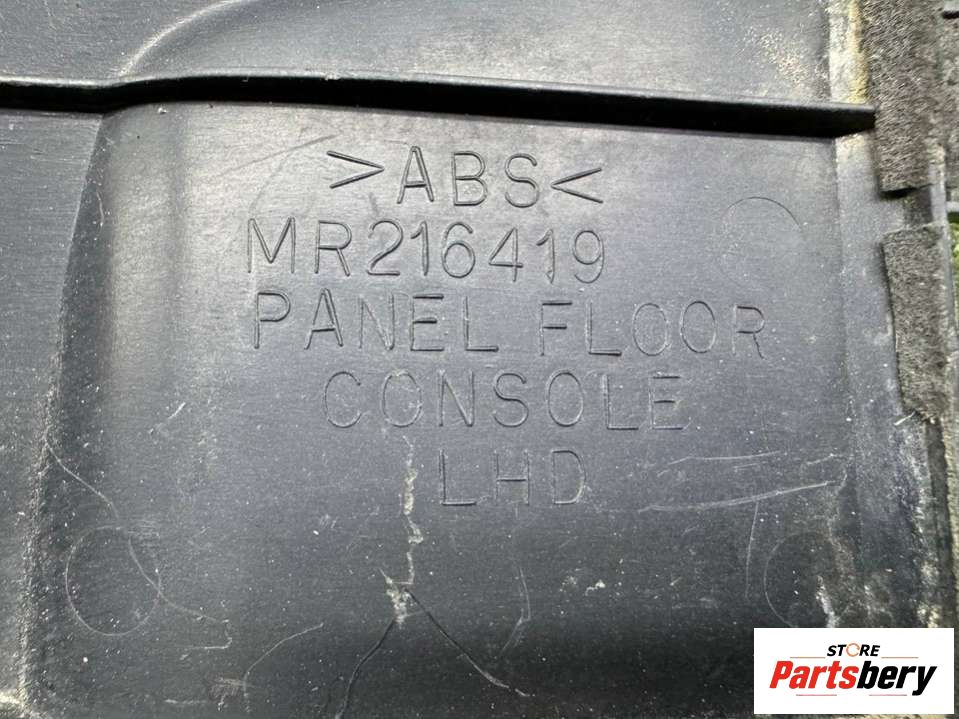 >ABS<
MR216419
PANEL FLOOR
CONSOLE
LHD
STORE
Partsbery